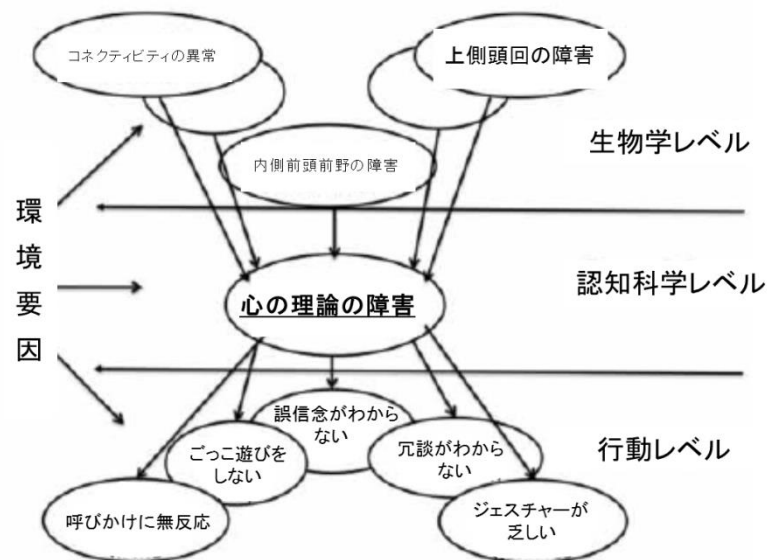 コネクティビティの異常
上側頭回の障害
生物学レベル
内側前頭前野の障害
環
境
要
因
認知科学レベル
心の理論の障害
誤信念がわから
ない
ごっこ遊びを
しない
冗談がわから
ない
行動レベル
呼びかけに無反応
ジェスチャーが
乏しい